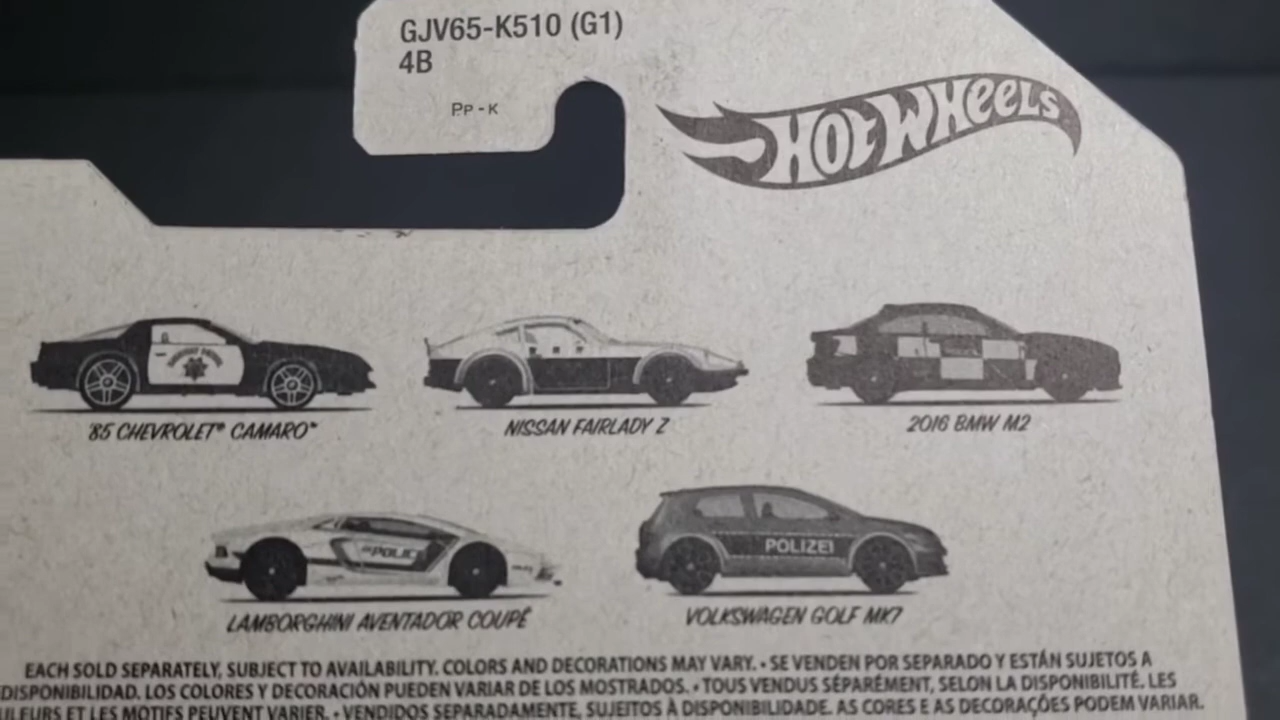 GJV65-K510 (G1)
4B
Pp - K
HOT WHEELS
'85 CHEVROLET® CAMARO™
NISSAN FAIRLADY Z
2016 BMW M2
POLICE
POLIZEI
LAMBORGHINI AVENTADOR COUPÉ
VOLKSWAGEN GOLF MK7
EACH SOLD SEPARATELY, SUBJECT TO AVAILABILITY. COLORS AND DECORATIONS MAY VARY. • SE VENDEN POR SEPARADO Y ESTÁN SUJETOS A
DISPONIBILIDAD. LOS COLORES Y DECORACIÓN PUEDEN VARIAR DE LOS MOSTRADOS. • TOUS VENDUS SÉPARÉMENT, SELON LA DISPONIBILITÉ. LES
ET LES MOTIFS PEUVENT VARIER. • VENDIDOS SEPARADAMENTE, SUJEITOS À DISPONIBILIDADE. AS CORES E AS DECORAÇÕES PODEM VARIAR.